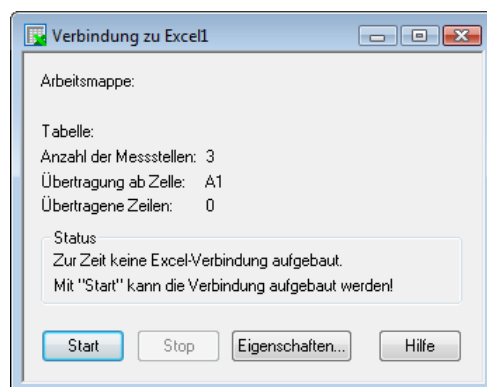 Verbindung zu Excel1
Arbeitsmappe:
Tabelle:
Anzahl der Messstellen: 3
Übertragung ab Zelle: A1
Übertragene Zeilen: 0
Status
Zur Zeit keine Excel-Verbindung aufgebaut.
Mit "Start" kann die Verbindung aufgebaut werden!
Start Stop Eigenschaften... Hilfe